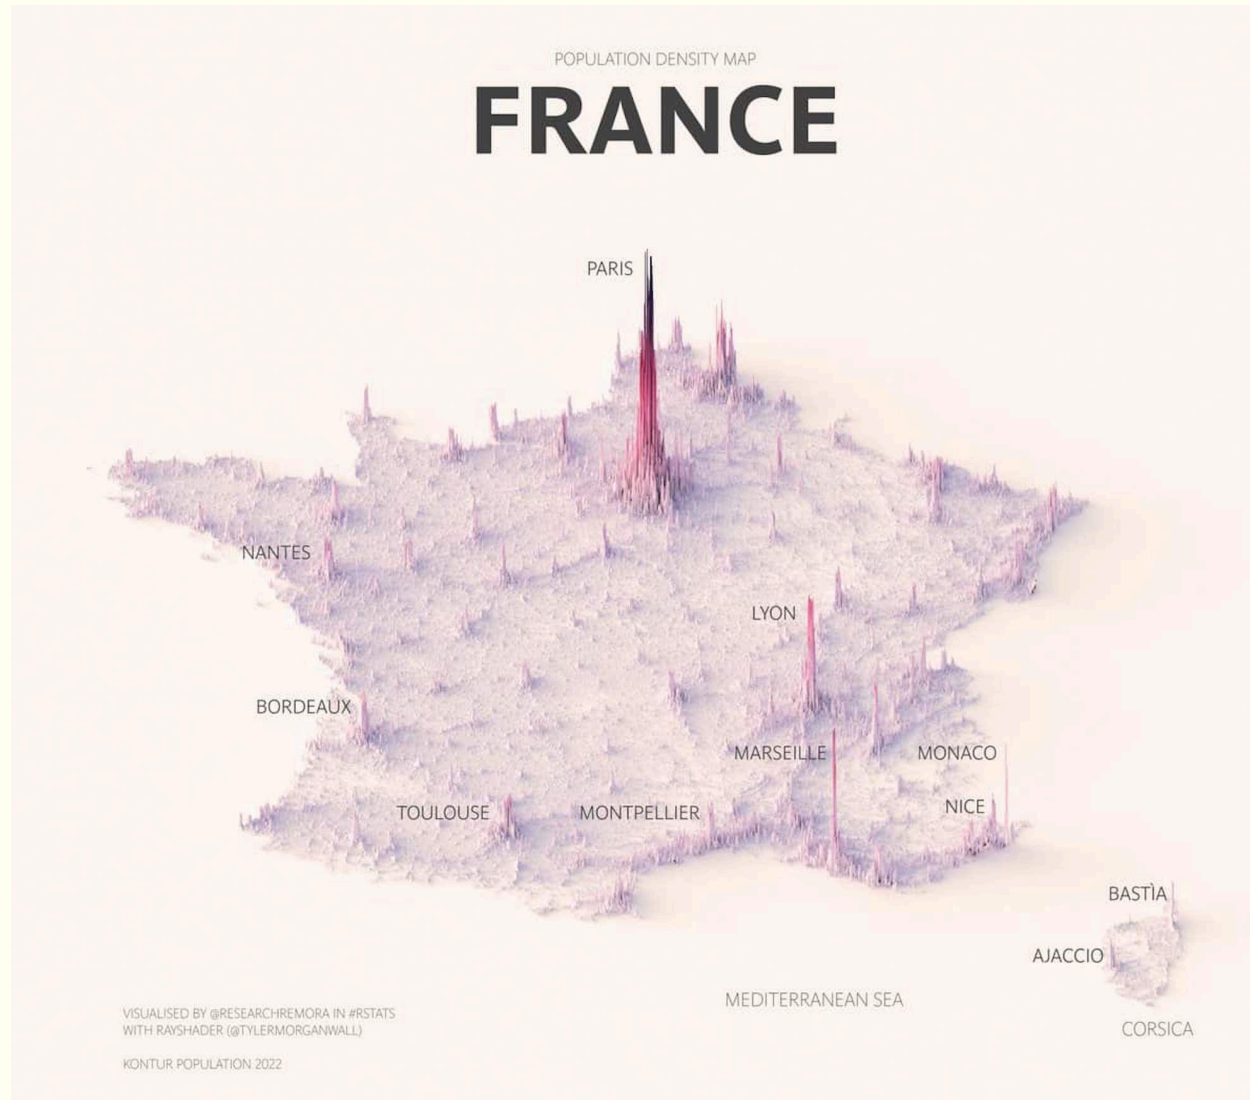 POPULATION DENSITY MAP
FRANCE
PARIS
NANTES
LYON
BORDEAUX
MARSEILLE
MONACO
TOULOUSE
MONTPELLIER
NICE
BASTÌA
AJACCIO
MEDITERRANEAN SEA
CORSICA
VISUALISED BY @RESEARCHREMORA IN #RSTATS
WITH RAYSHADER (@TYLERMORGANWALL)
KONTUR POPULATION 2022